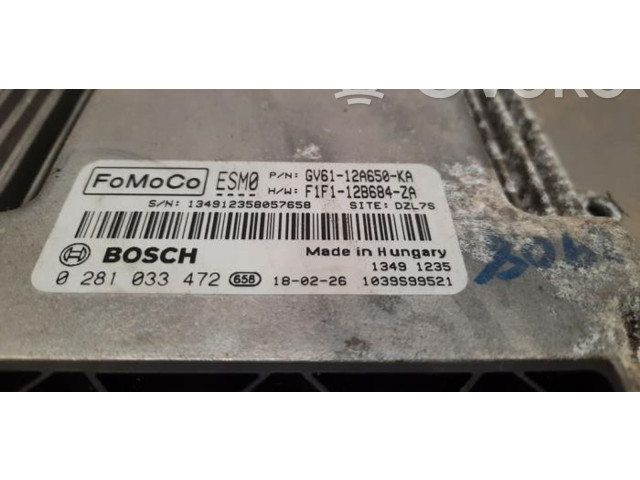 FoMoCo ESM0 P/N: GV61-12A650-KA
H/W: F1F1-12B684-ZA
S/N: 134912358057658 SITE: DZL7S
BOSCH Made in Hungary
1349 1235
0 281 033 472 658 18-02-26 1039S99521